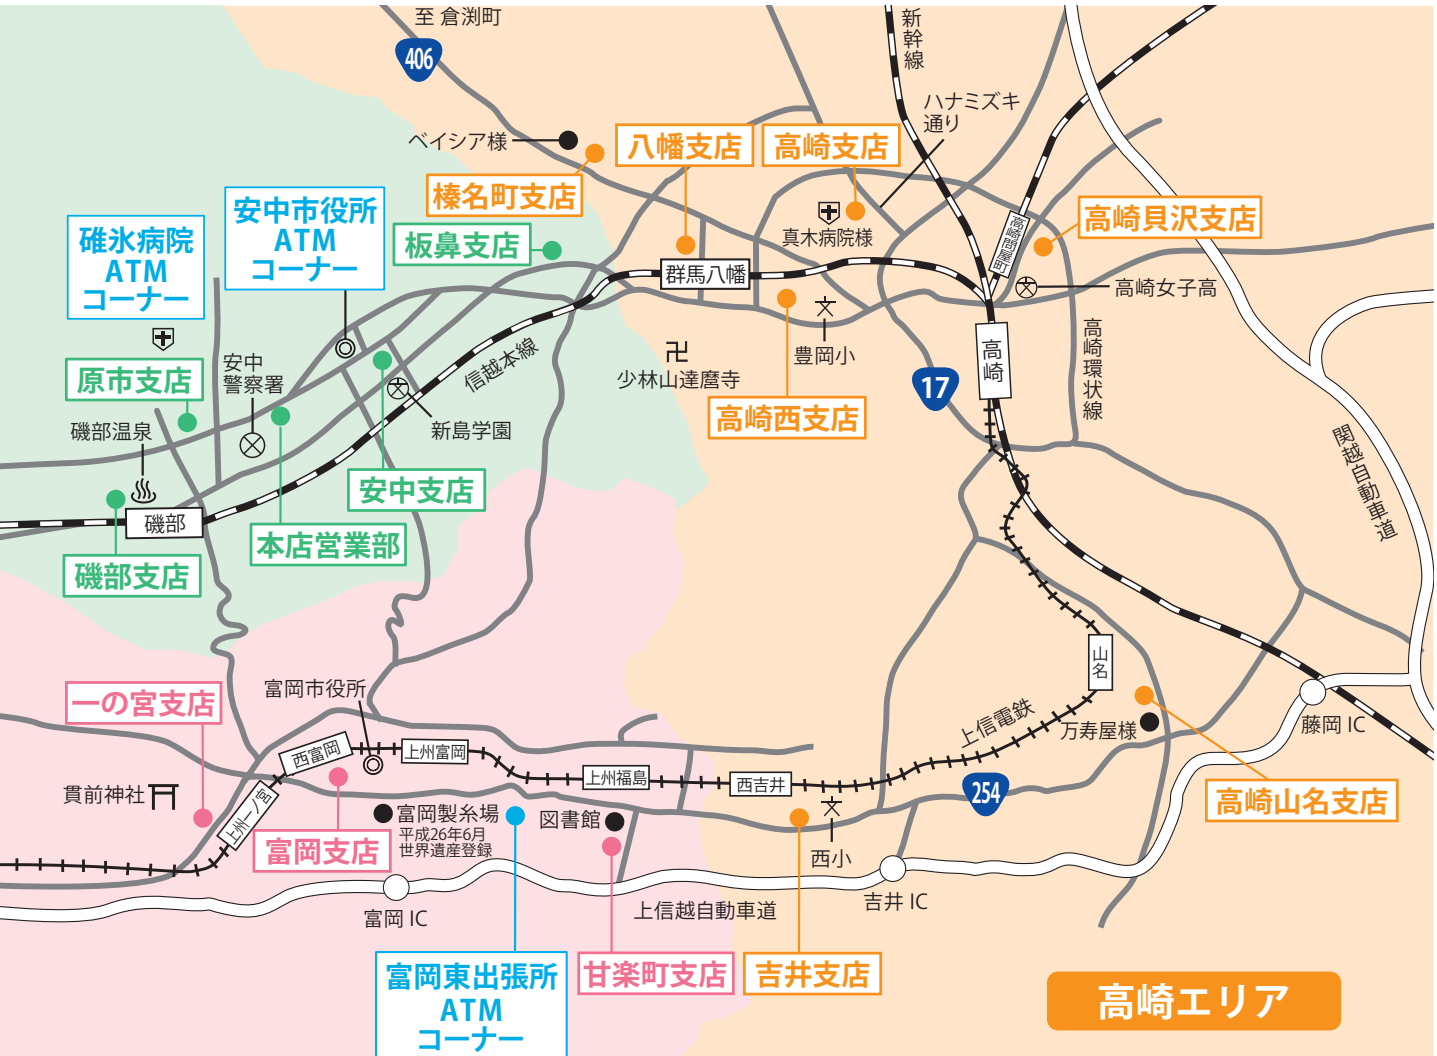 至 倉渕町
406
新
幹
線
ハナミズキ
通り
ベイシア様
八幡支店
高崎支店
榛名町支店
安中市役所
ATM
コーナー
碓氷病院
ATM
コーナー
板鼻支店
真木病院様
高崎問屋町
高崎貝沢支店
群馬八幡
高崎女子高
豊岡小
高崎環状線
安中
警察署
原市支店
信越本線
少林山達磨寺
高崎
17
高崎西支店
磯部温泉
新島学園
関越自動車道
安中支店
磯部
本店営業部
磯部支店
山名
一の宮支店
富岡市役所
上信電鉄
万寿屋様
藤岡 IC
西富岡
上州富岡
上州福島
西吉井
254
貫前神社
上州一ノ宮
高崎山名支店
富岡製糸場
平成26年6月
世界遺産登録
図書館
富岡支店
西小
富岡 IC
上信越自動車道
吉井 IC
富岡東出張所
ATM
コーナー
甘楽町支店
吉井支店
高崎エリア